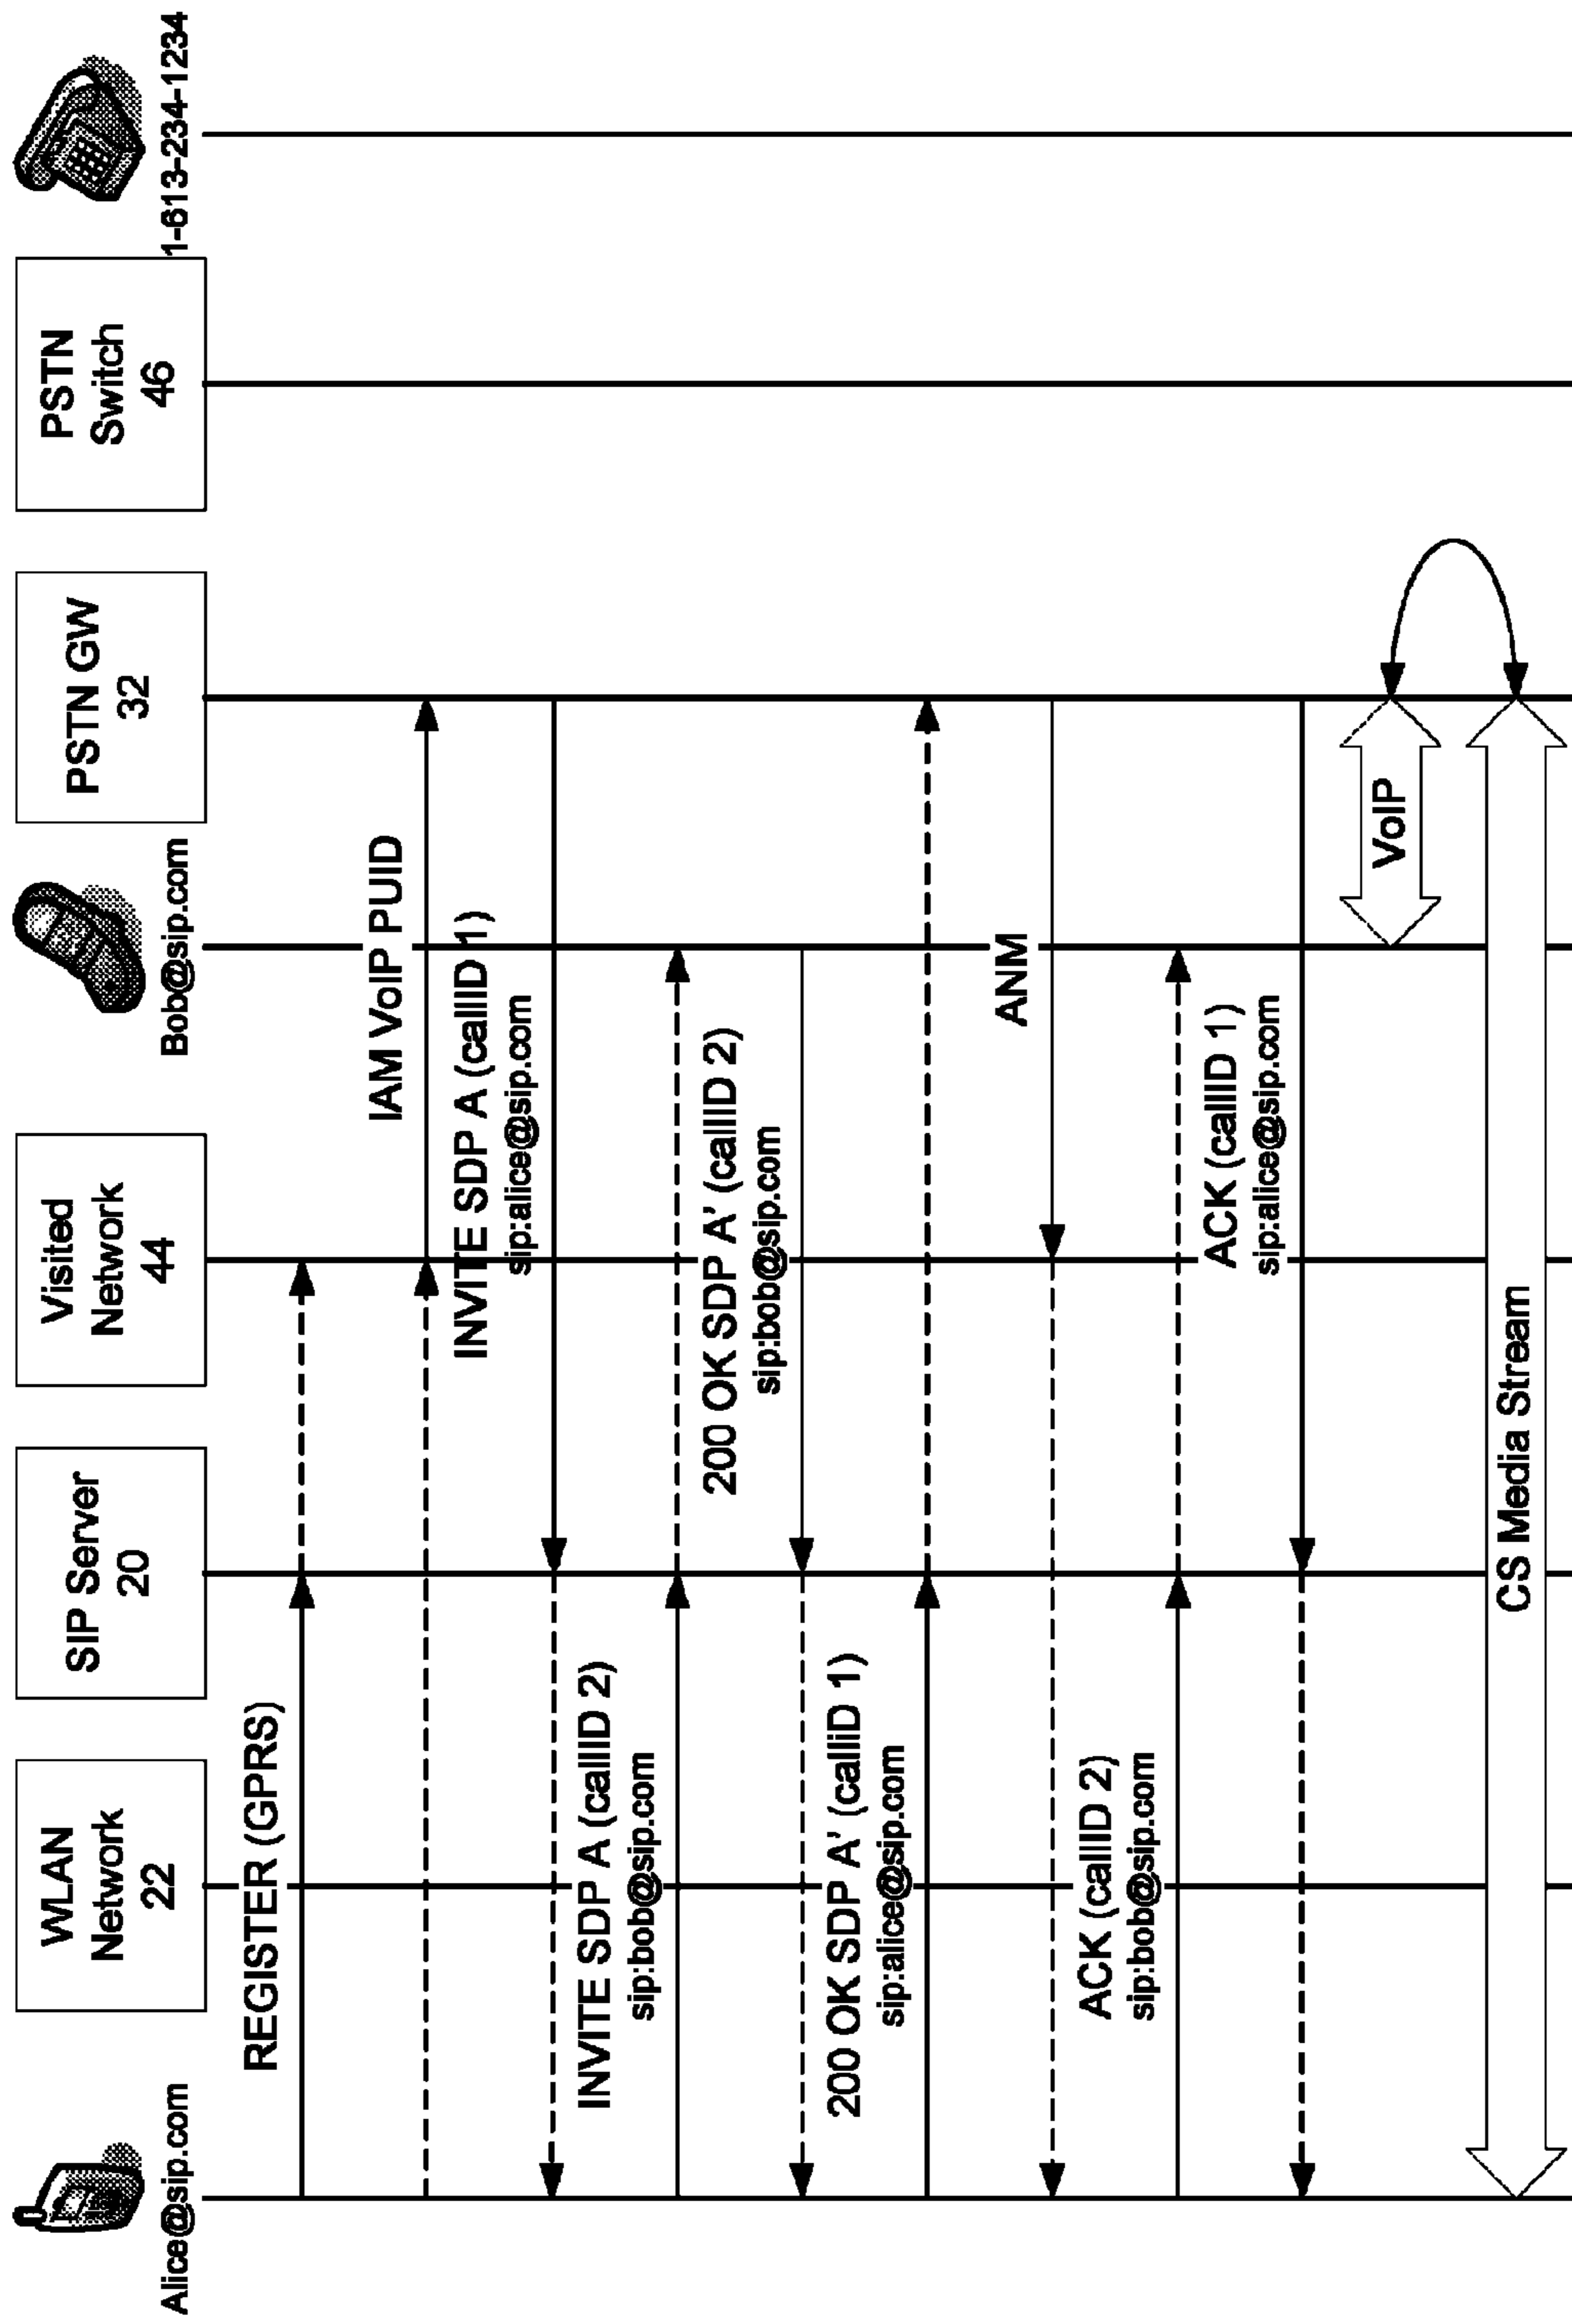 Alice@sip.com
WLAN
Network
22
SIP Server
20
Visited
Network
44
Bob@sip.com
PSTN GW
32
PSTN
Switch
46
1-613-234-1234
REGISTER (GPRS)
IAM VoIP PUID
INVITE SDP A (callID 1)
sip:alice@sip.com
INVITE SDP A (callID 2)
sip:bob@sip.com
200 OK SDP A' (callID 2)
sip:bob@sip.com
200 OK SDP A' (callID 1)
sip:alice@sip.com
ANM
ACK (callID 2)
sip:bob@sip.com
ACK (callID 1)
sip:alice@sip.com
VoIP
CS Media Stream